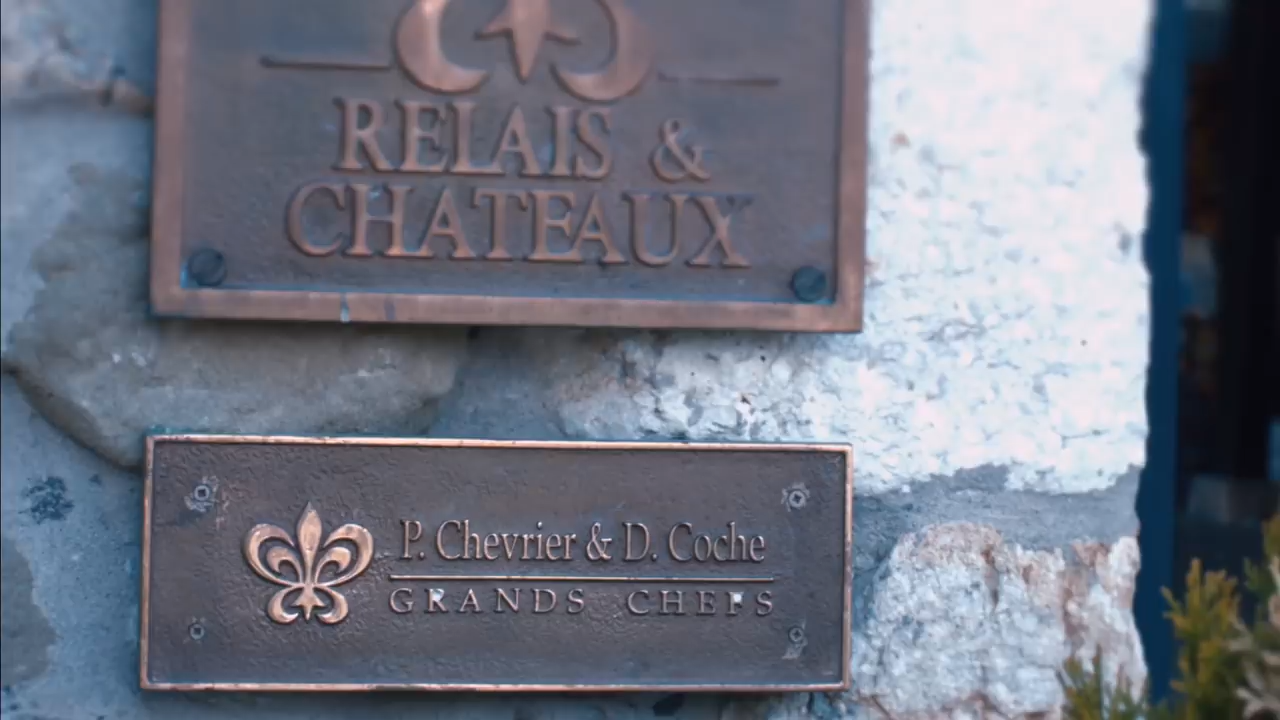 RELAIS &
CHATEAUX
P. Chevrier & D. Coche
GRANDS CHEFS